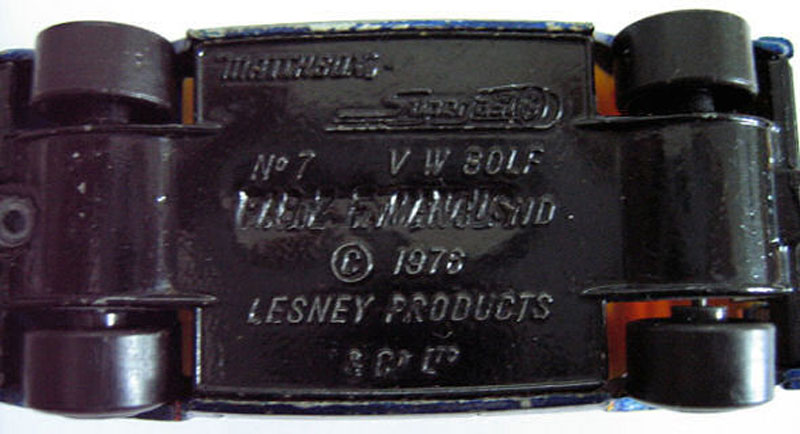 MATCHBOX
Superfast
Nº 7 V W GOLF
© 1976
LESNEY PRODUCTS
& Cº Lᵀᴰ